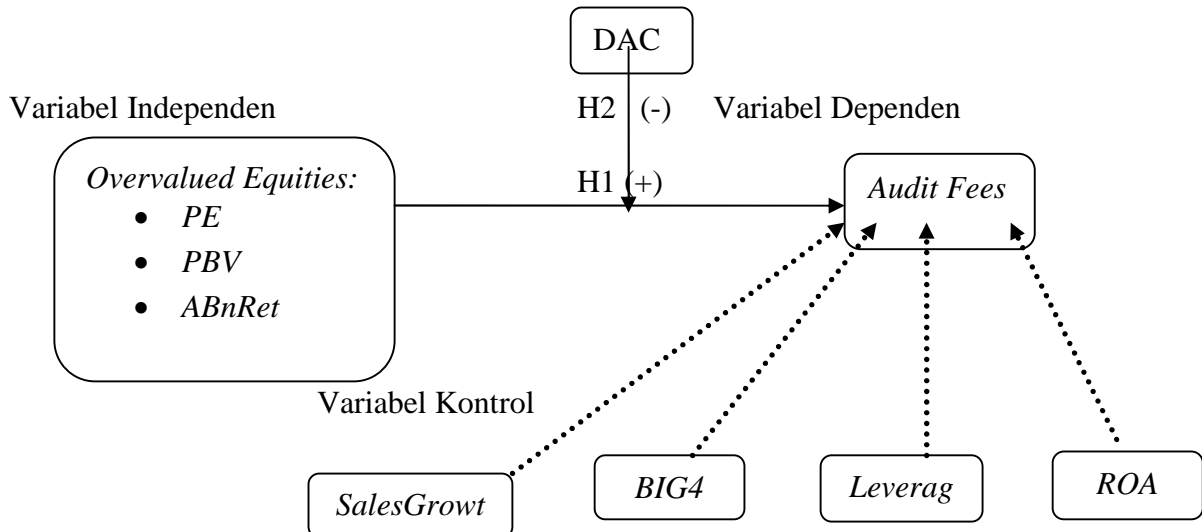 DAC
Variabel Independen
H2 (-)
Variabel Dependen
Overvalued Equities:
• PE
• PBV
• ABnRet
H1 (+)
Audit Fees
Variabel Kontrol
SalesGrowt
BIG4
Leverag
ROA